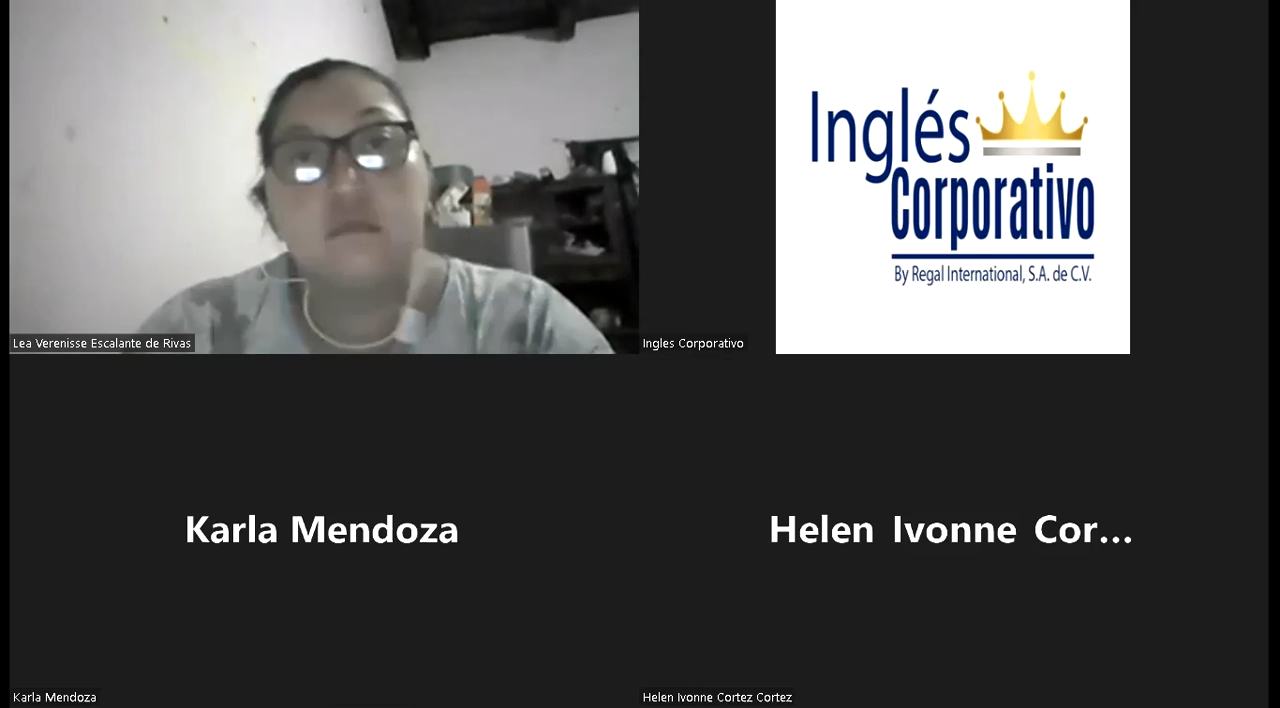 Inglés
Corporativo
By Regal International, S.A. de C.V.
Lea Verenisse Escalante de Rivas
Ingles Corporativo
Karla Mendoza
Helen Ivonne Cor...
Karla Mendoza
Helen Ivonne Cortez Cortez